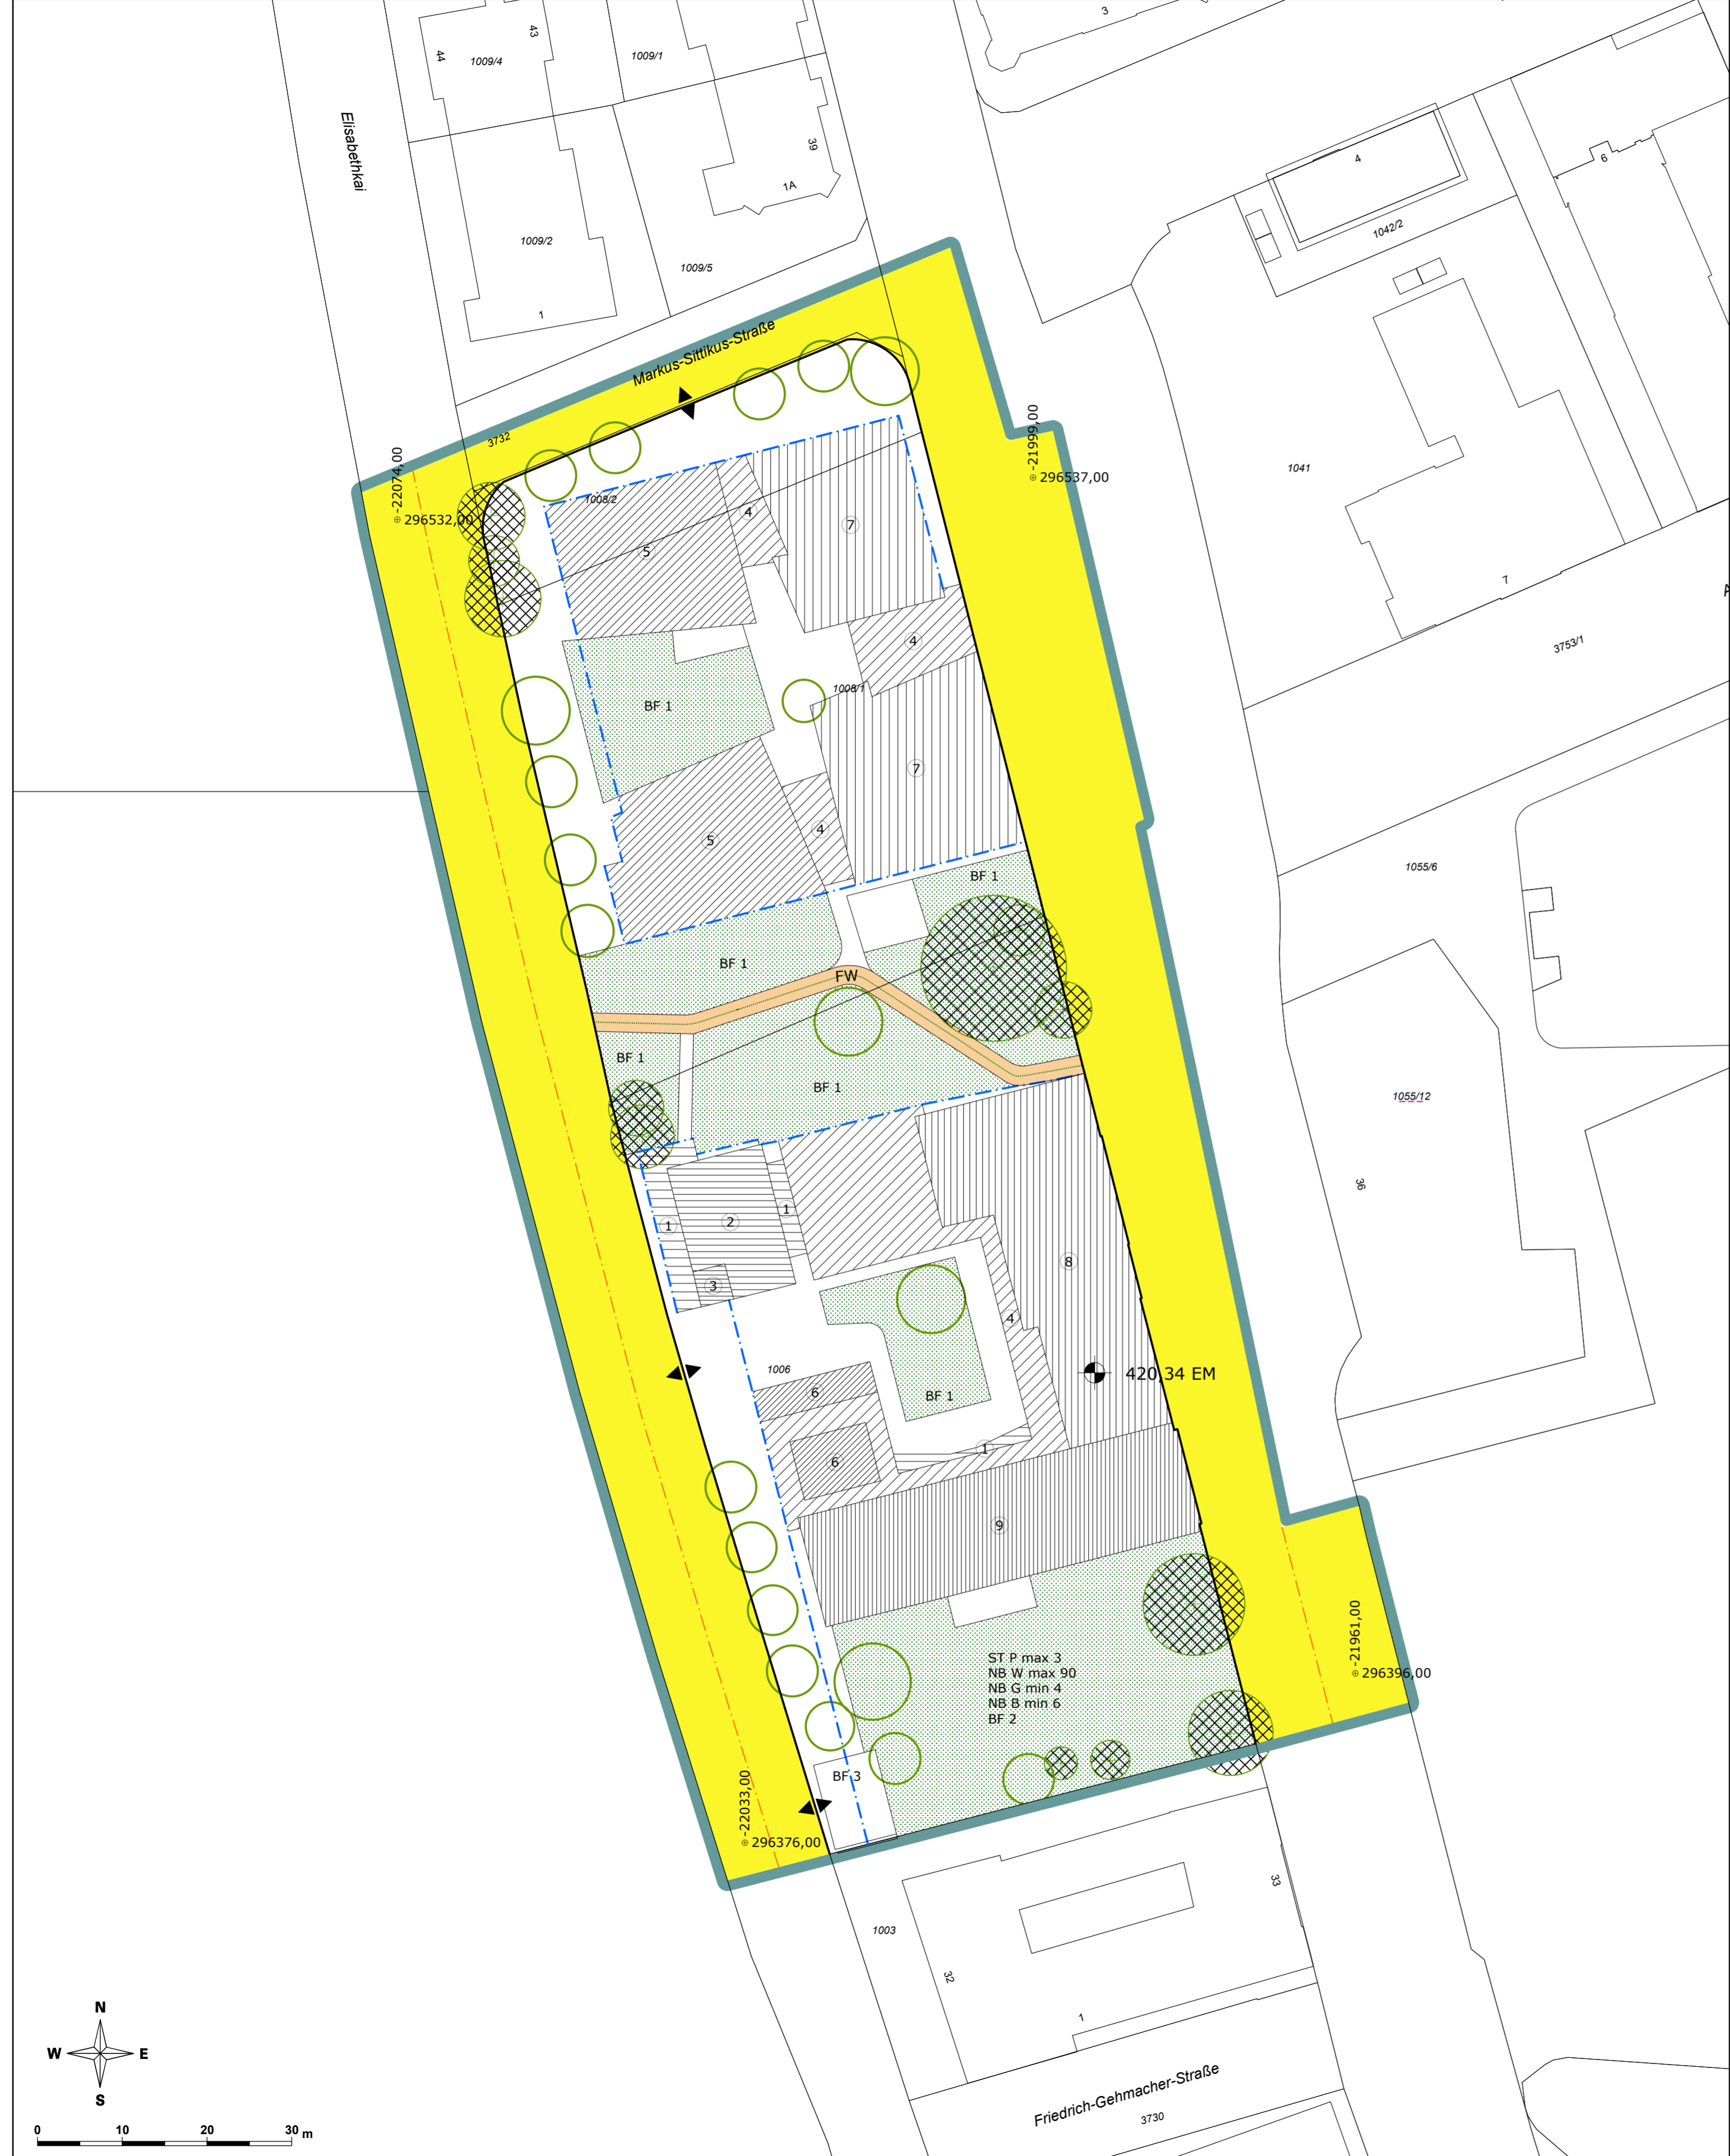 3
43
44
1009/4
1009/1
Elisabethkai
39
1A
4
6
1009/2
1042/2
1009/5
1
Markus-Sittikus-Straße
3732
-22074,00
296532,00
-21999,00
296537,00
1041
1008/2
4
7
5
7
3753/1
4
BF 1
1008/1
7
4
5
1055/6
BF 1
BF 1
FW
BF 1
BF 1
1055/12
36
1
2
1
8
3
4
1006
420,34 EM
6
BF 1
1
6
9
-21961,00
296396,00
ST P max 3
NB W max 90
NB G min 4
NB B min 6
BF 2
BF 3
-22033,00
296376,00
33
1003
32
1
Friedrich-Gehmacher-Straße
3730
N
W E
S
0 10 20 30 m